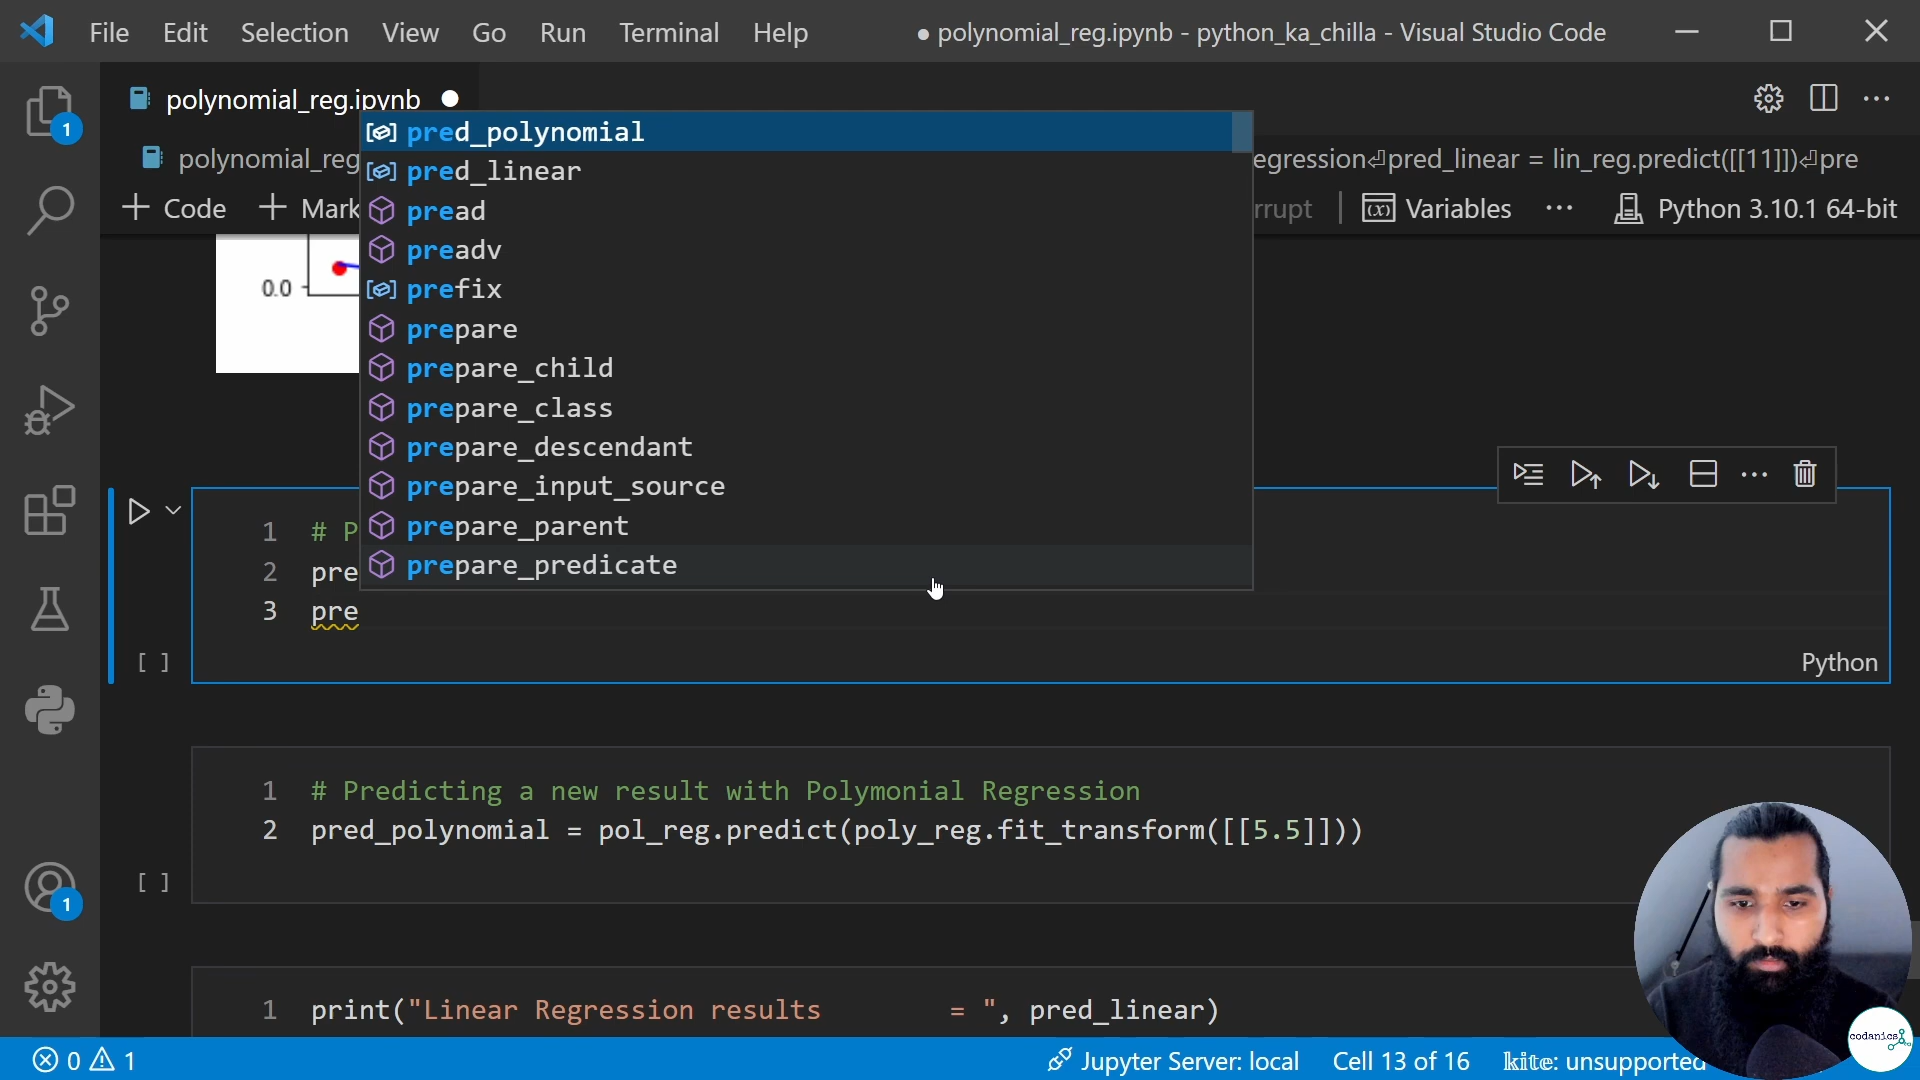 File Edit Selection View Go Run Terminal Help
● polynomial_reg.ipynb - python_ka_chilla - Visual Studio Code
polynomial_reg.ipynb
polynomial_reg
egression⏎pred_linear = lin_reg.predict([[11]])⏎pre
Code
Mark
rrupt
Variables
Python 3.10.1 64-bit
pred_polynomial
pred_linear
pread
preadv
prefix
prepare
prepare_child
prepare_class
prepare_descendant
prepare_input_source
prepare_parent
prepare_predicate
0.0
1 # P
2 pre
3 pre
[ ]
Python
1 # Predicting a new result with Polymonial Regression
2 pred_polynomial = pol_reg.predict(poly_reg.fit_transform([[5.5]]))
[ ]
1 print("Linear Regression results        = ", pred_linear)
1
1
0 1
Jupyter Server: local
Cell 13 of 16
kite: unsupported
codanics